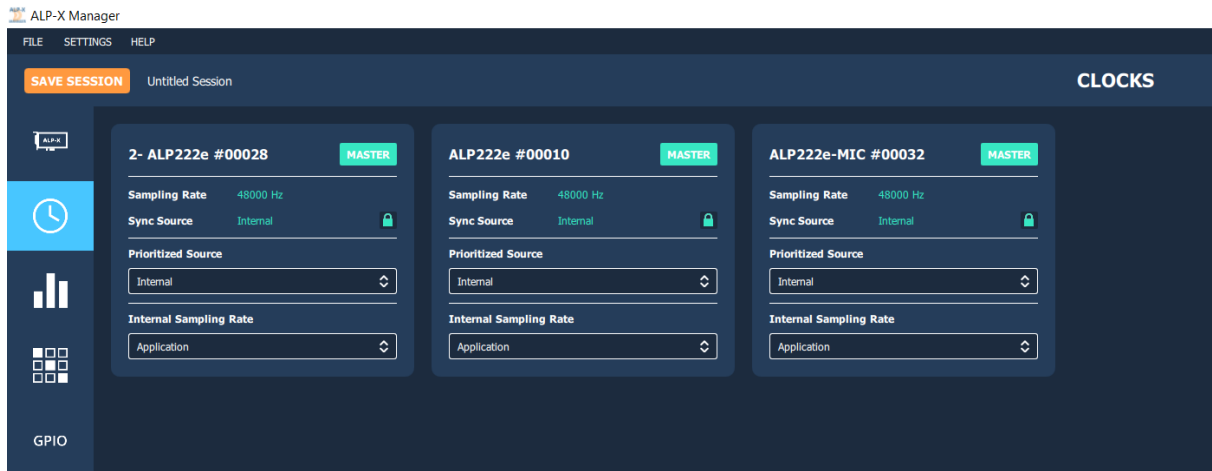 ALP-X Manager
FILE SETTINGS HELP
SAVE SESSION Untitled Session CLOCKS
ALP-X
2- ALP222e #00028 MASTER
Sampling Rate 48000 Hz
Sync Source Internal
Prioritized Source
Internal
Internal Sampling Rate
Application
ALP222e #00010 MASTER
Sampling Rate 48000 Hz
Sync Source Internal
Prioritized Source
Internal
Internal Sampling Rate
Application
ALP222e-MIC #00032 MASTER
Sampling Rate 48000 Hz
Sync Source Internal
Prioritized Source
Internal
Internal Sampling Rate
Application
GPIO